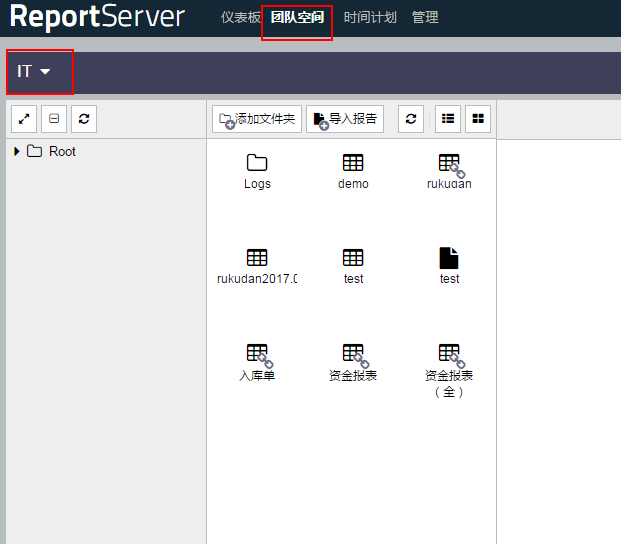 ReportServer 仪表板 团队空间 时间计划 管理
IT
添加文件夹 导入报告
Root
Logs demo rukudan
rukudan2017.0 test test
入库单 资金报表 资金报表
（全）